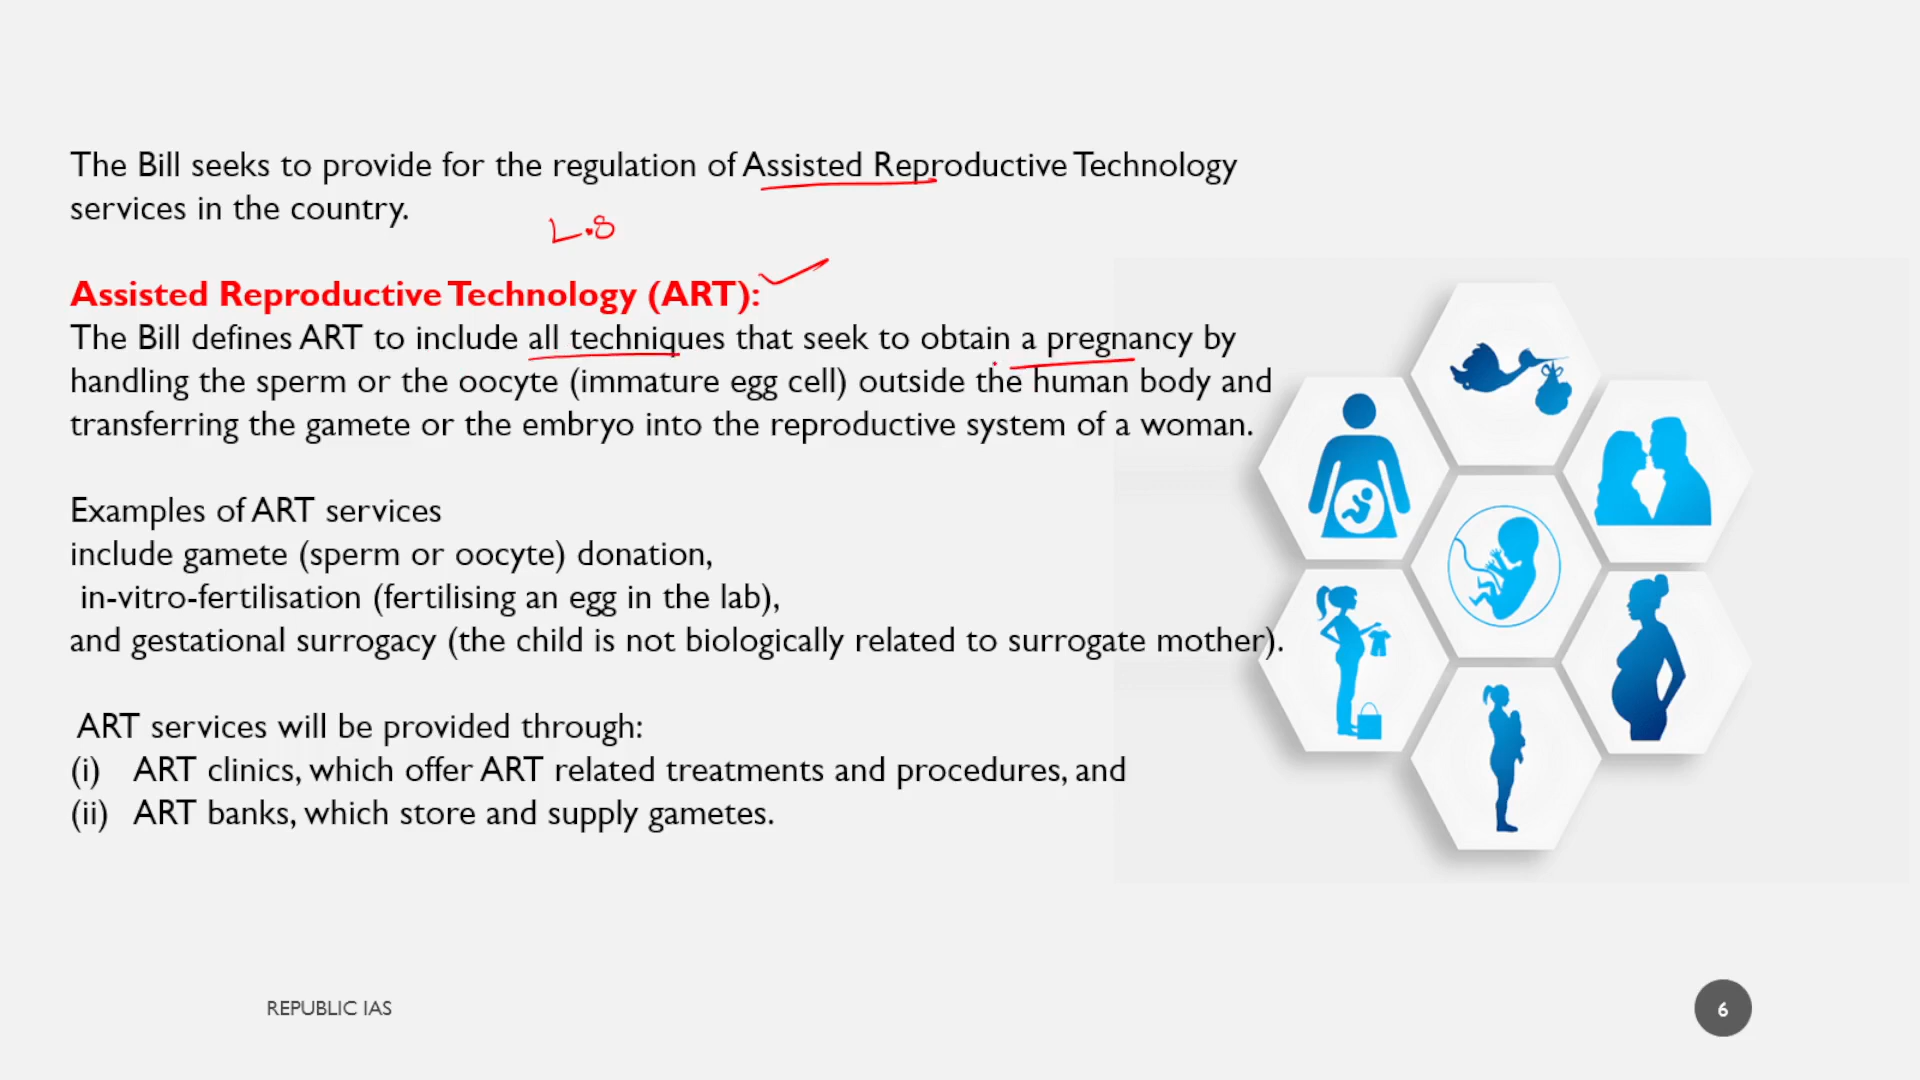 The Bill seeks to provide for the regulation of Assisted Reproductive Technology
services in the country.
L.S
Assisted Reproductive Technology (ART):
The Bill defines ART to include all techniques that seek to obtain a pregnancy by
handling the sperm or the oocyte (immature egg cell) outside the human body and
transferring the gamete or the embryo into the reproductive system of a woman.
Examples of ART services
include gamete (sperm or oocyte) donation,
in-vitro-fertilisation (fertilising an egg in the lab),
and gestational surrogacy (the child is not biologically related to surrogate mother).
ART services will be provided through:
(i) ART clinics, which offer ART related treatments and procedures, and
(ii) ART banks, which store and supply gametes.
REPUBLIC IAS
6